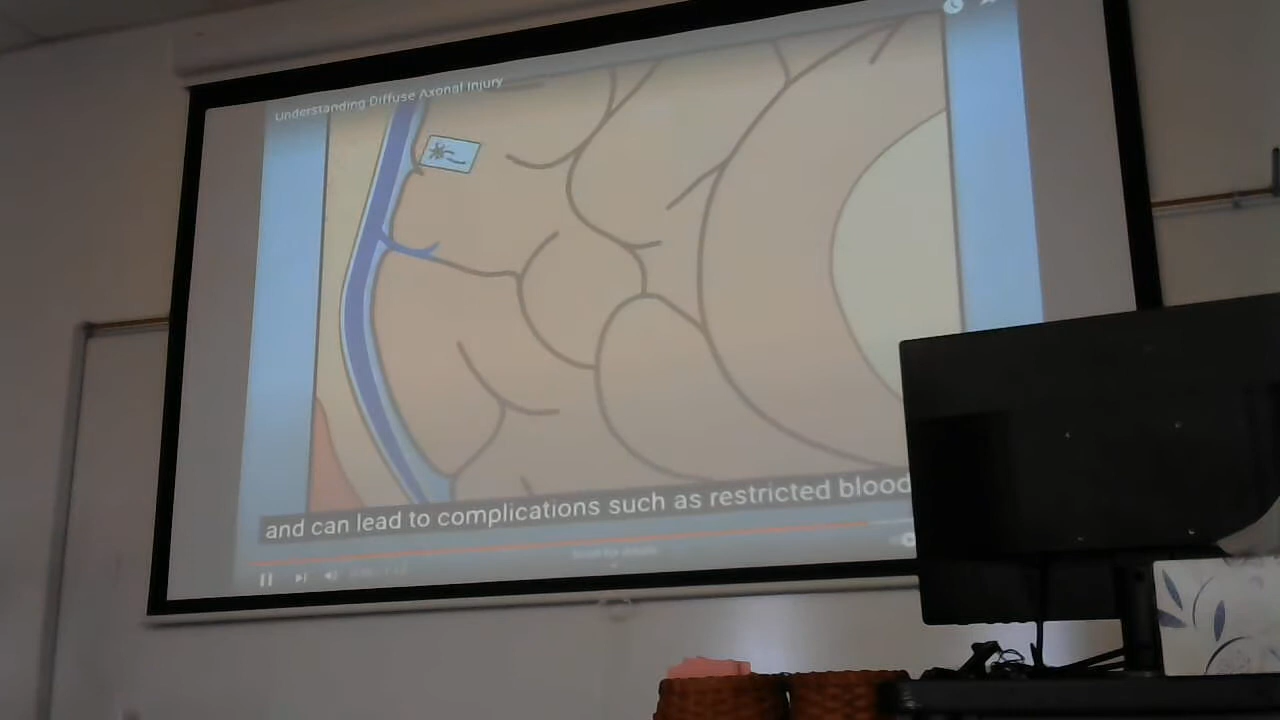 Understanding Diffuse Axonal Injury
and can lead to complications such as restricted blood